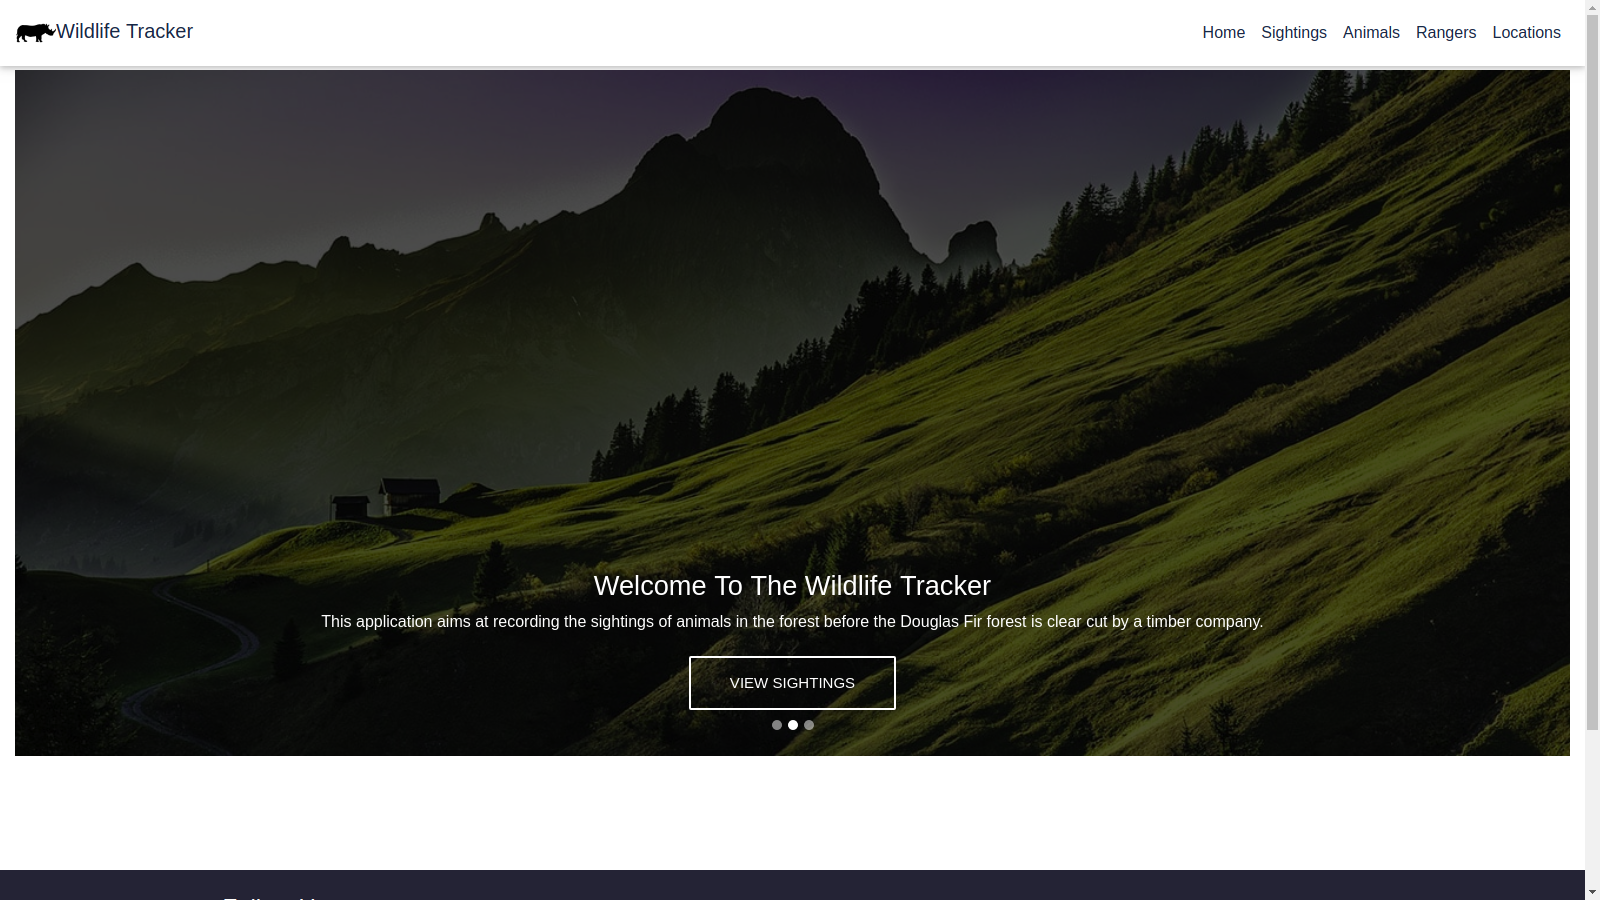 Wildlife Tracker
Home Sightings Animals Rangers Locations
Welcome To The Wildlife Tracker
This application aims at recording the sightings of animals in the forest before the Douglas Fir forest is clear cut by a timber company.
VIEW SIGHTINGS